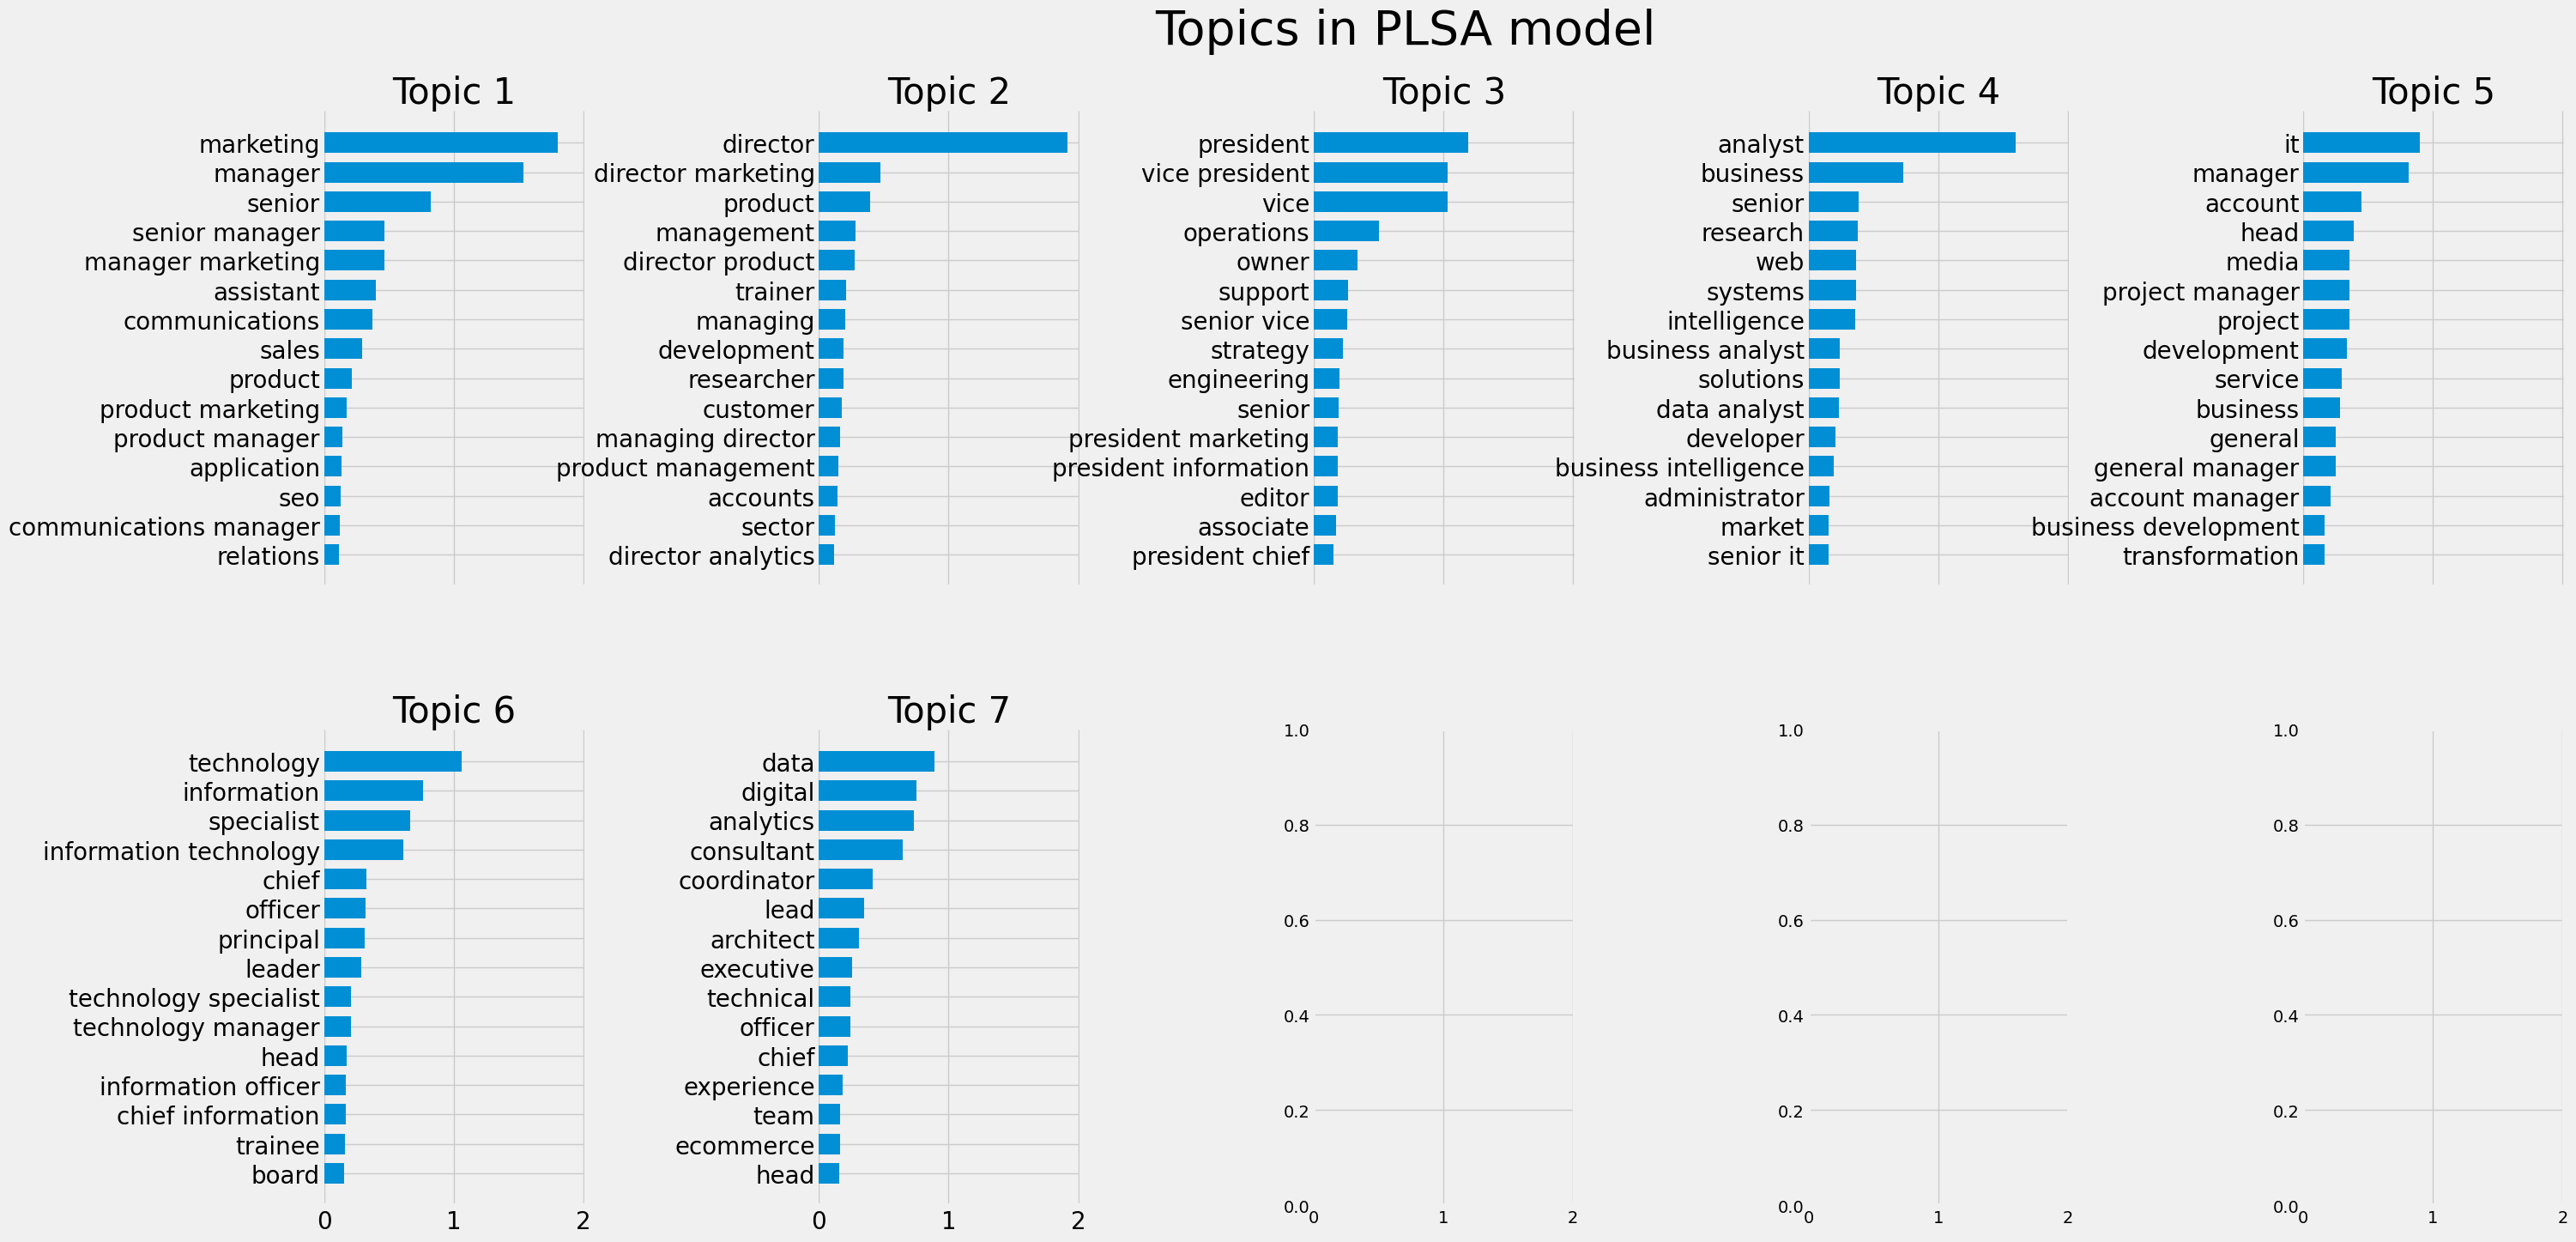 Topics in PLSA model
Topic 1
marketing
manager
senior
senior manager
manager marketing
assistant
communications
sales
product
product marketing
product manager
application
seo
communications manager
relations
Topic 2
director
director marketing
product
management
director product
trainer
managing
development
researcher
customer
managing director
product management
accounts
sector
director analytics
Topic 3
president
vice president
vice
operations
owner
support
senior vice
strategy
engineering
senior
president marketing
president information
editor
associate
president chief
Topic 4
analyst
business
senior
research
web
systems
intelligence
business analyst
solutions
data analyst
developer
business intelligence
administrator
market
senior it
Topic 5
it
manager
account
head
media
project manager
project
development
service
business
general
general manager
account manager
business development
transformation
Topic 6
technology
information
specialist
information technology
chief
officer
principal
leader
technology specialist
technology manager
head
information officer
chief information
trainee
board
0 1 2
Topic 7
data
digital
analytics
consultant
coordinator
lead
architect
executive
technical
officer
chief
experience
team
ecommerce
head
0 1 2
1.0
0.8
0.6
0.4
0.2
0.0
0 1 2
1.0
0.8
0.6
0.4
0.2
0.0
0 1 2
1.0
0.8
0.6
0.4
0.2
0.0
0 1 2